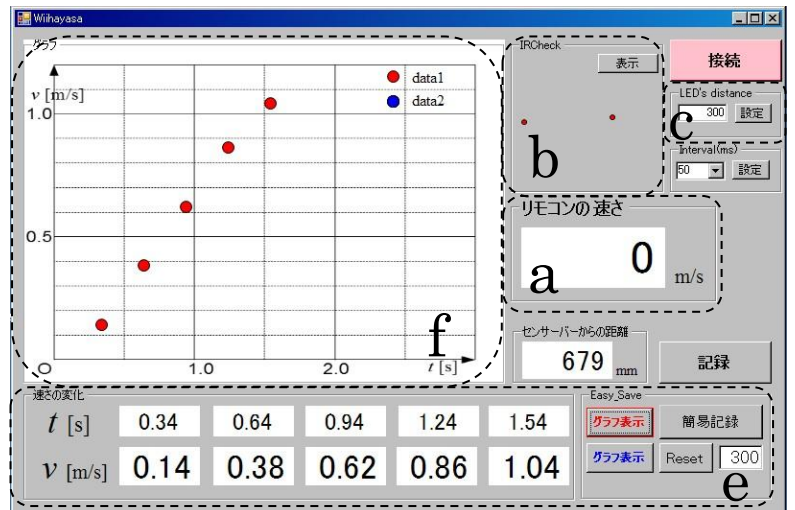 Wiihayasa
グラフ
v [m/s]
1.0
0.5
O
1.0
2.0
t [s]
data1
data2
f
IRCheck
表示
b
接続
LED's distance
300 設定
c
Interval(ms)
50 設定
リモコンの速さ
0 m/s
a
センサーバーからの距離
679 mm
記録
速さの変化
t [s] 0.34 0.64 0.94 1.24 1.54
v [m/s] 0.14 0.38 0.62 0.86 1.04
Easy_Save
グラフ表示 簡易記録
グラフ表示 Reset 300
e